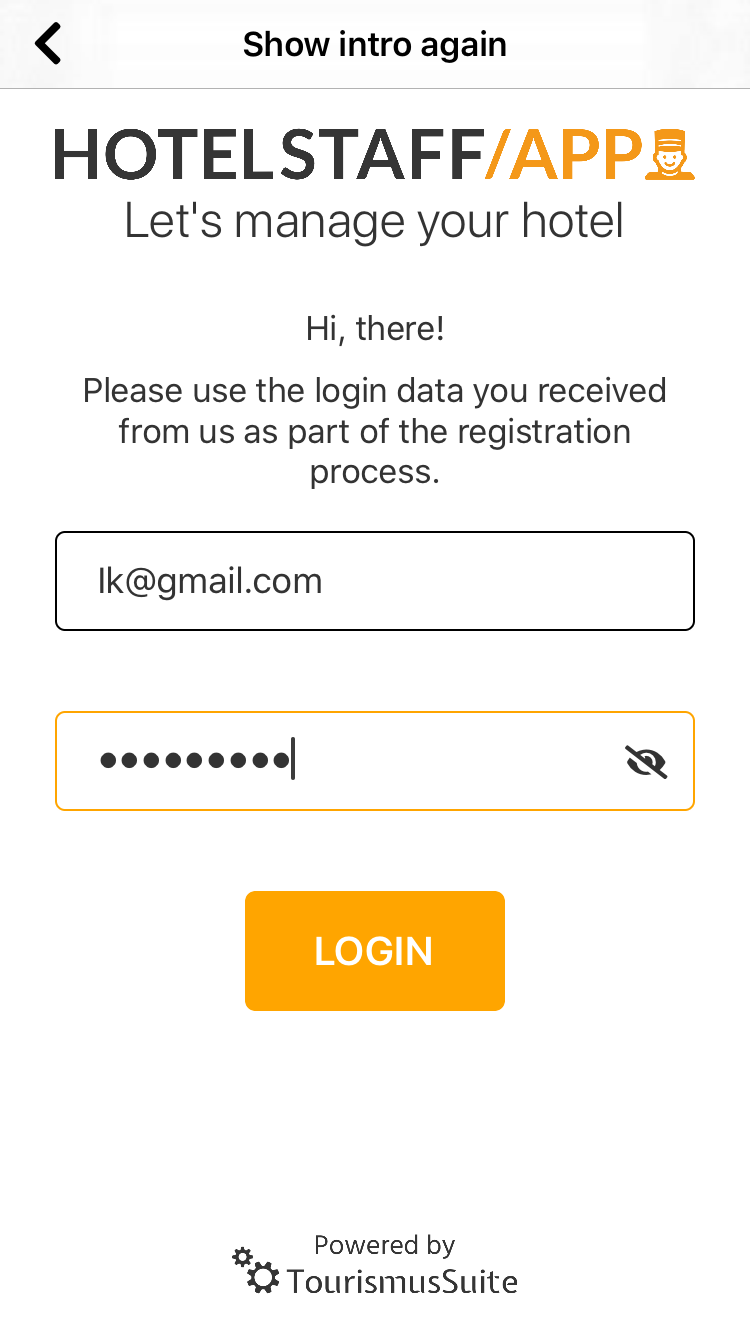 Show intro again
HOTELSTAFF/APP
Let's manage your hotel
Hi, there!
Please use the login data you received
from us as part of the registration
process.
lk@gmail.com
•••••••••
LOGIN
Powered by
TourismusSuite